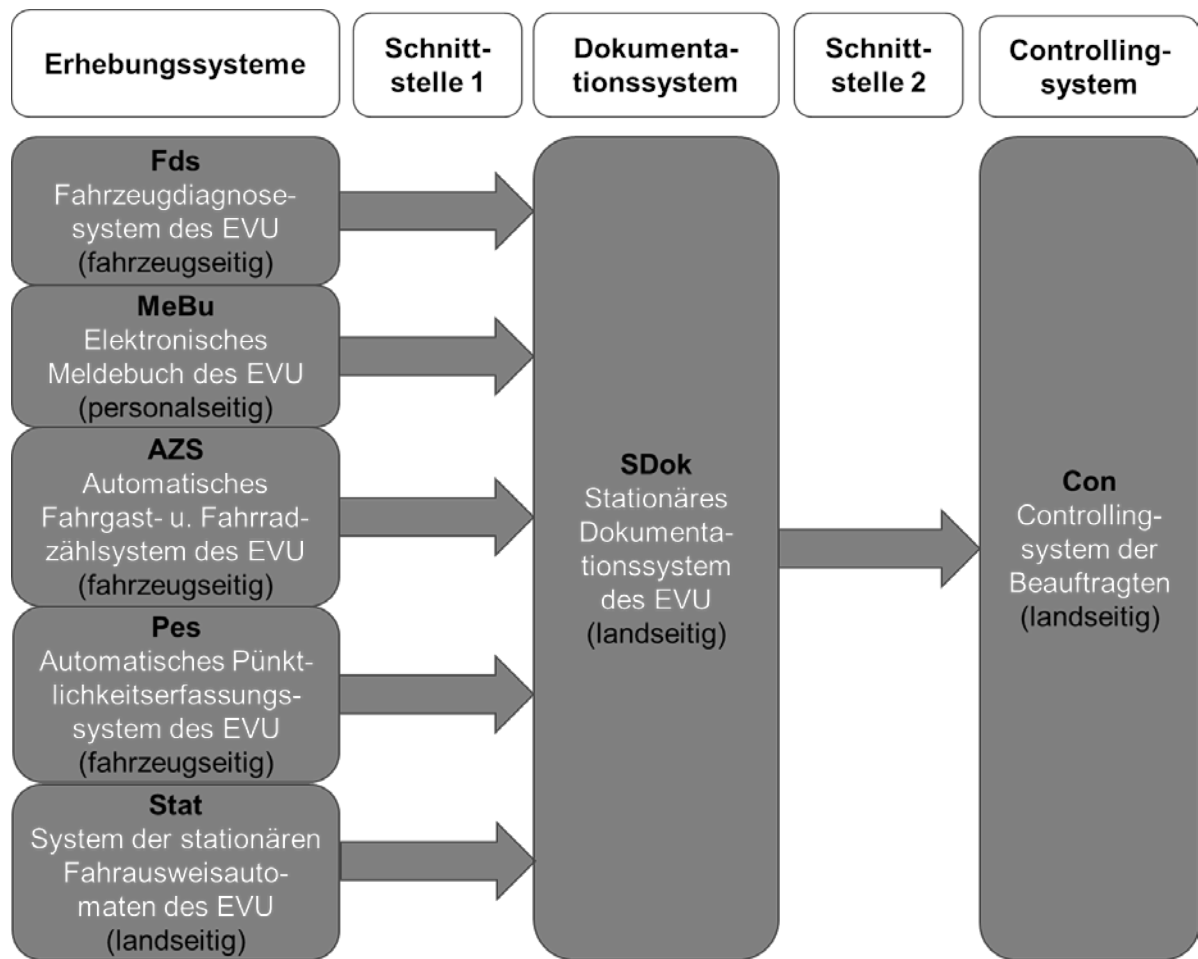 Erhebungssysteme
Schnitt-
stelle 1
Dokumenta-
tionssystem
Schnitt-
stelle 2
Controlling-
system
Fds
Fahrzeugdiagnose-
system des EVU
(fahrzeugseitig)
MeBu
Elektronisches
Meldebuch des EVU
(personalseitig)
AZS
Automatisches
Fahrgast- u. Fahrrad-
zählsystem des EVU
(fahrzeugseitig)
Pes
Automatisches Pünkt-
lichkeitserfassungs-
system des EVU
(fahrzeugseitig)
Stat
System der stationären
Fahrausweisauto-
maten des EVU
(landseitig)
SDok
Stationäres
Dokumenta-
tionssystem
des EVU
(landseitig)
Con
Controlling-
system der
Beauftragten
(landseitig)